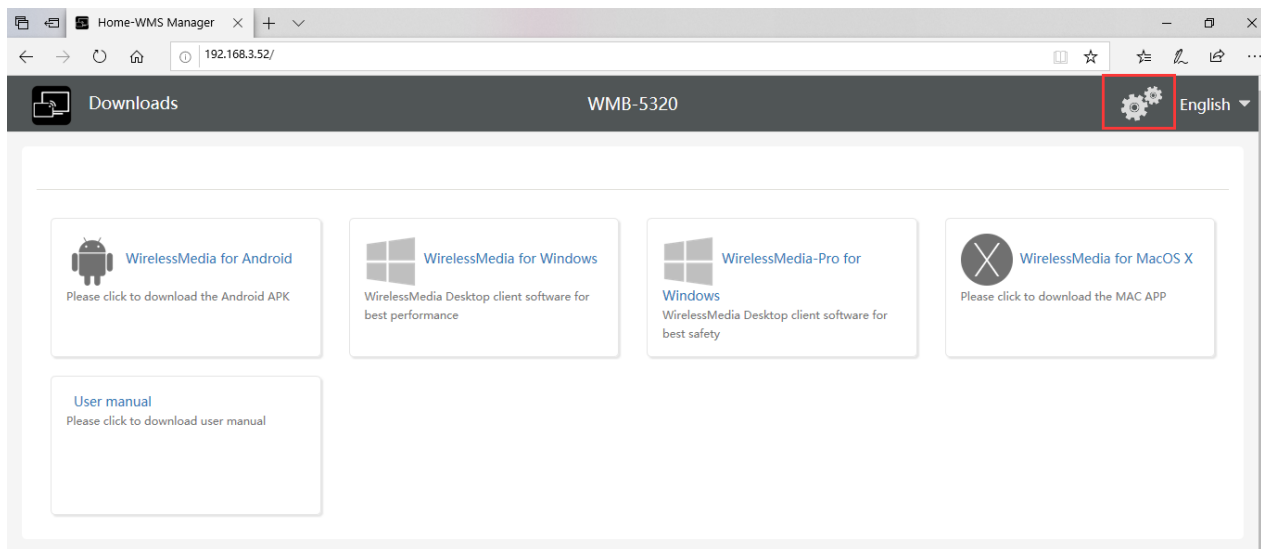 Home-WMS Manager
192.168.3.52/
Downloads
WMB-5320
English
WirelessMedia for Android
Please click to download the Android APK
WirelessMedia for Windows
WirelessMedia Desktop client software for
best performance
WirelessMedia-Pro for
Windows
WirelessMedia Desktop client software for
best safety
WirelessMedia for MacOS X
Please click to download the MAC APP
User manual
Please click to download user manual